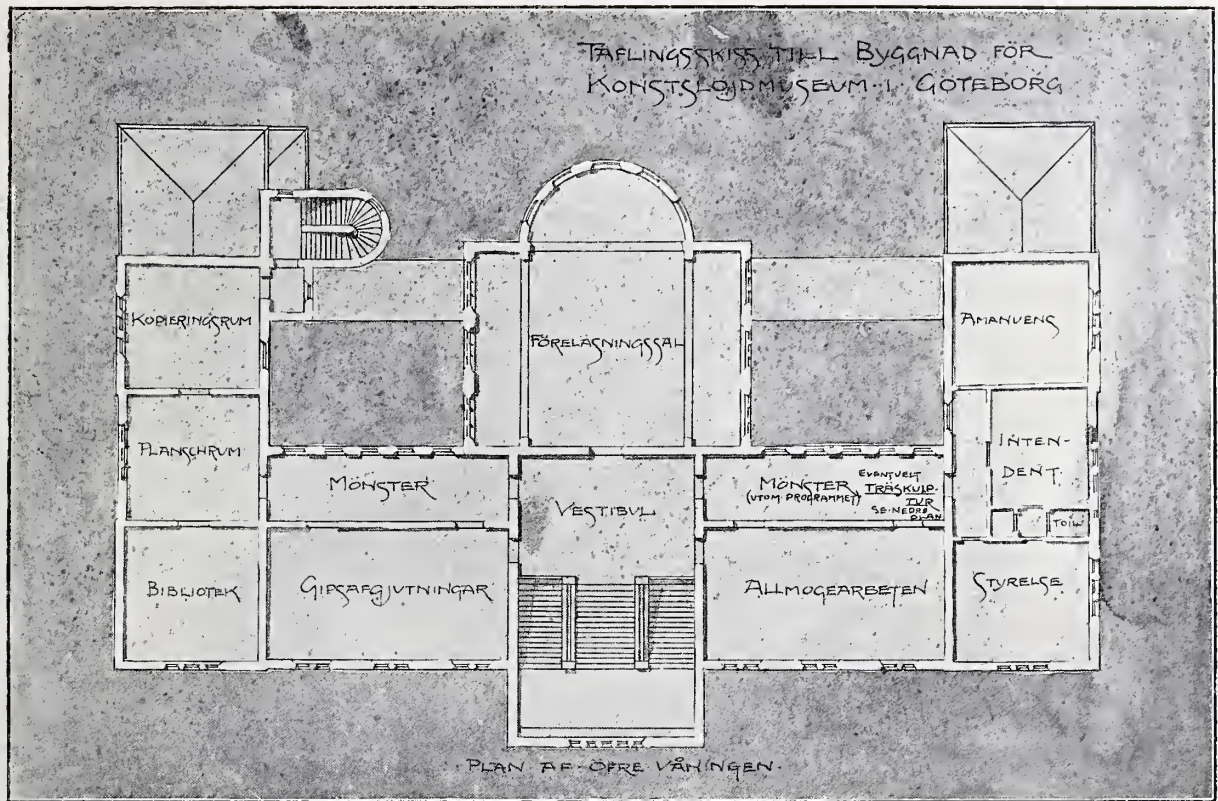 TÄFLINGSSKISS TILL BYGGNAD FÖR
KONSTSLÖJDMUSEUM I GÖTEBORG
KOPIERINGSRUM
FÖRELÄSNINGSSAL
AMANUENS
PLANSCHRUM
INTEN-
DENT
MÖNSTER
VESTIBUL
MÖNSTER
(UTOM PROGRAMMET)
EVENTUELT
TRÄSKULP-
TUR
SE NEDRE
PLAN
TOIL
BIBLIOTEK
GIPSAFGJUTNINGAR
ALLMOGEARBETEN
STYRELSE
PLAN AF ÖFRE VÅNINGEN